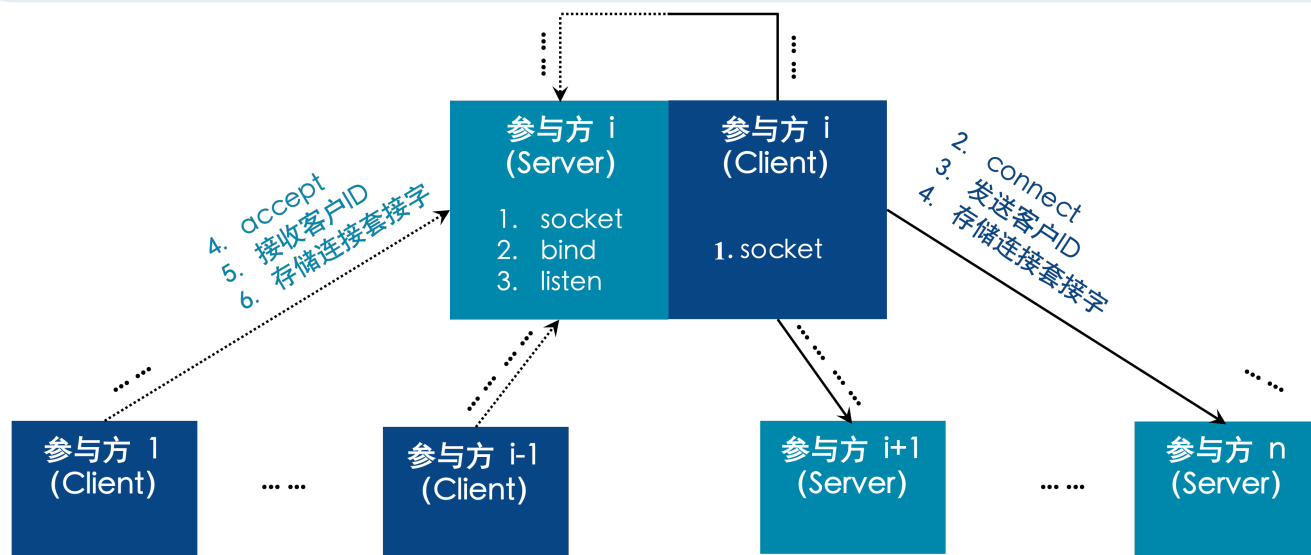 参与方 i
(Server)
1. socket
2. bind
3. listen
参与方 i
(Client)
1. socket
4. accept
5. 接收客户ID
6. 存储连接套接字
2. connect
3. 发送客户ID
4. 存储连接套接字
参与方 1
(Client)
... ...
参与方 i-1
(Client)
参与方 i+1
(Server)
... ...
参与方 n
(Server)